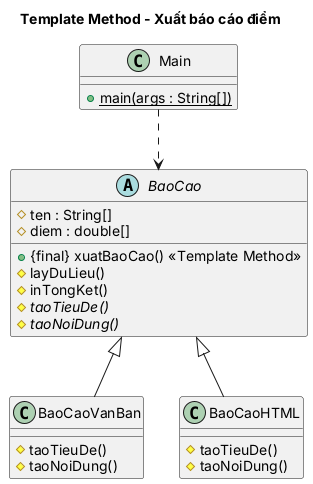 Template Method - Xuất báo cáo điểm
C Main
main(args : String[])
A BaoCao
ten : String[]
diem : double[]
{final} xuatBaoCao() «Template Method»
layDuLieu()
inTongKet()
taoTieuDe()
taoNoiDung()
C BaoCaoVanBan
taoTieuDe()
taoNoiDung()
C BaoCaoHTML
taoTieuDe()
taoNoiDung()